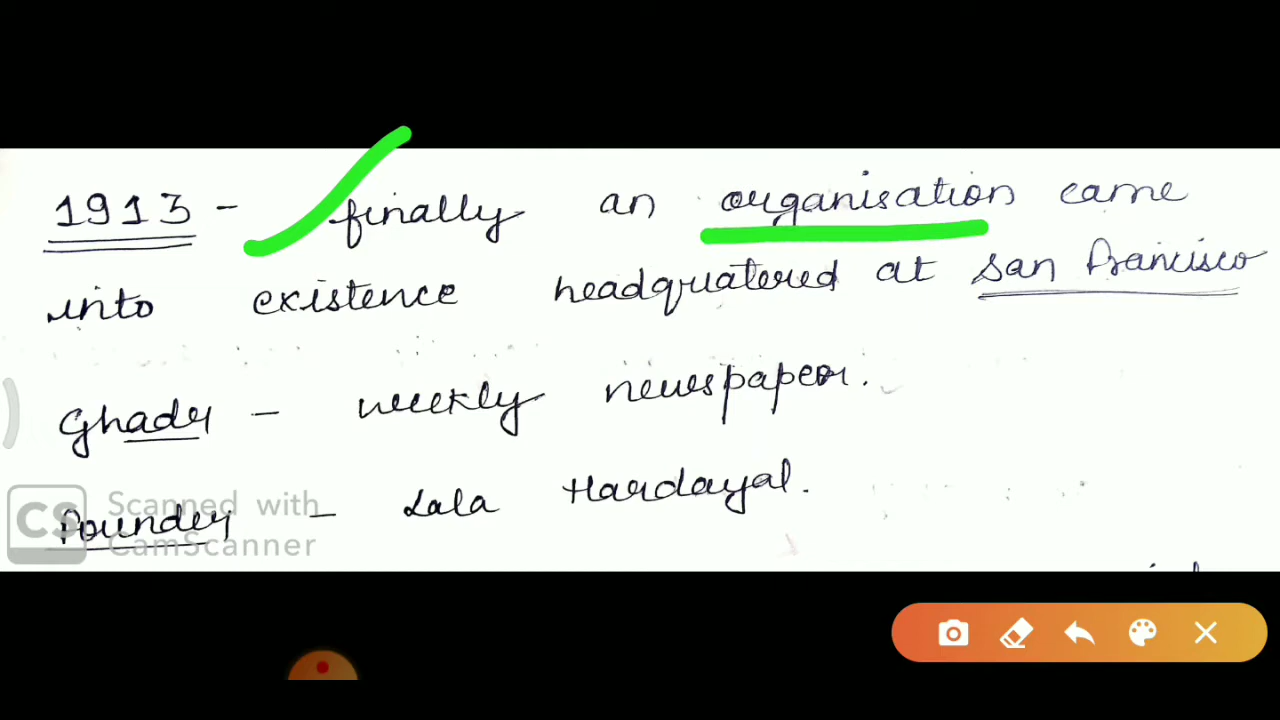 1913 - finally an organisation came
into existence headquatered at San Francisco
Ghadr - weekly newspaper.
Founder - Lala Hardayal.
CS Scanned with
CamScanner